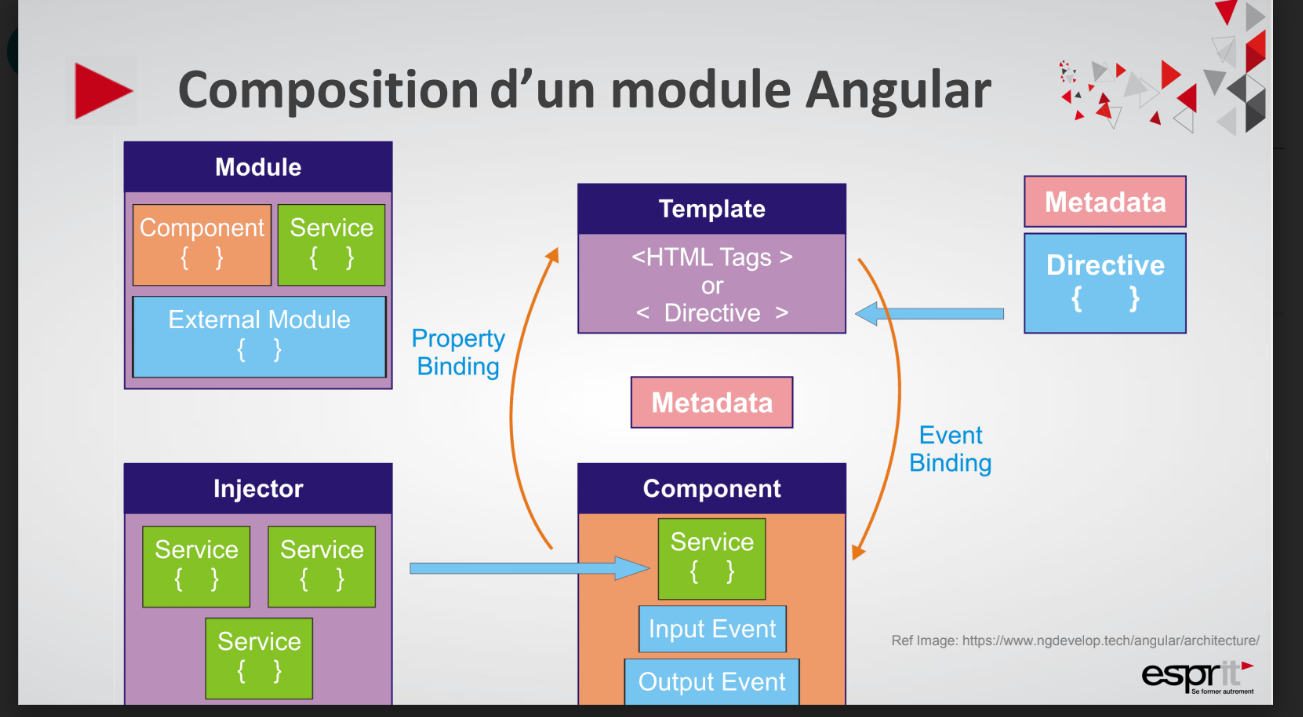 Composition d'un module Angular
Module
Component
{ }
Service
{ }
External Module
{ }
Property
Binding
Template
<HTML Tags >
or
< Directive >
Metadata
Metadata
Directive
{ }
Event
Binding
Injector
Service
{ }
Service
{ }
Service
{ }
Component
Service
{ }
Input Event
Output Event
Ref Image: https://www.ngdevelop.tech/angular/architecture/
esprit
Se former autrement